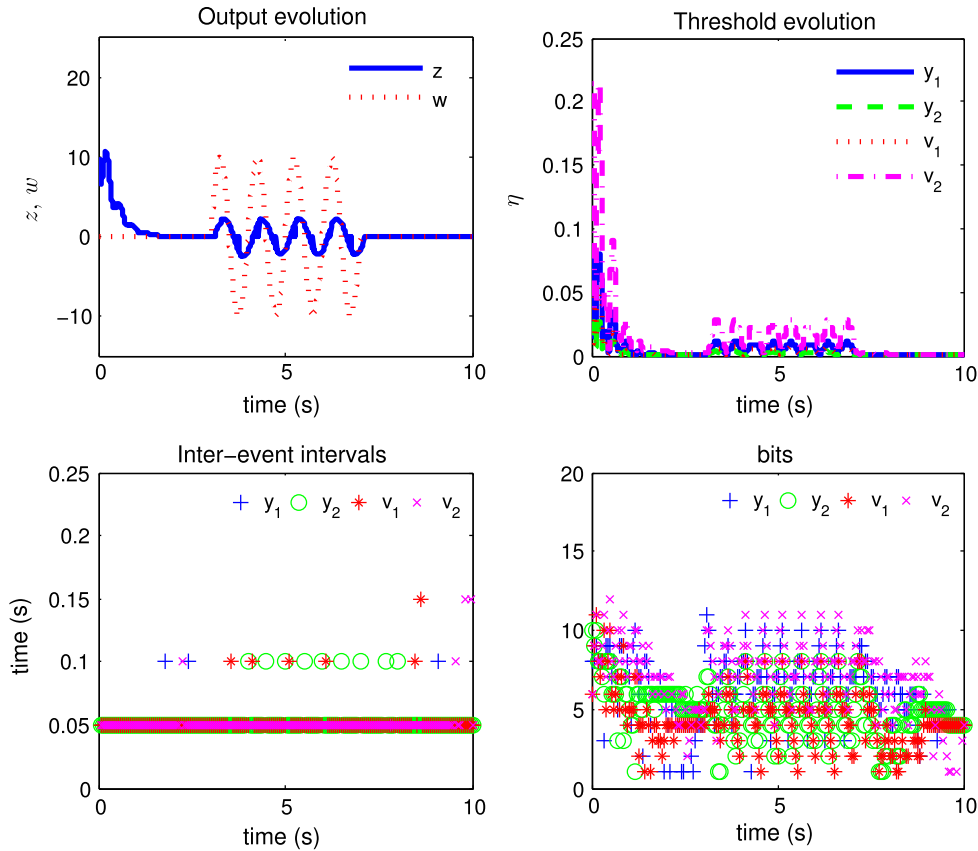 Output evolution
20
10
0
−10
z, w
z
w
0
5
10
time (s)
Threshold evolution
0.25
0.2
0.15
0.1
0.05
0
η
y1
y2
v1
v2
0
5
10
time (s)
Inter−event intervals
0.25
0.2
0.15
0.1
0.05
0
time (s)
y1
y2
v1
v2
0
5
10
time (s)
bits
20
15
10
5
0
y1
y2
v1
v2
0
5
10
time (s)